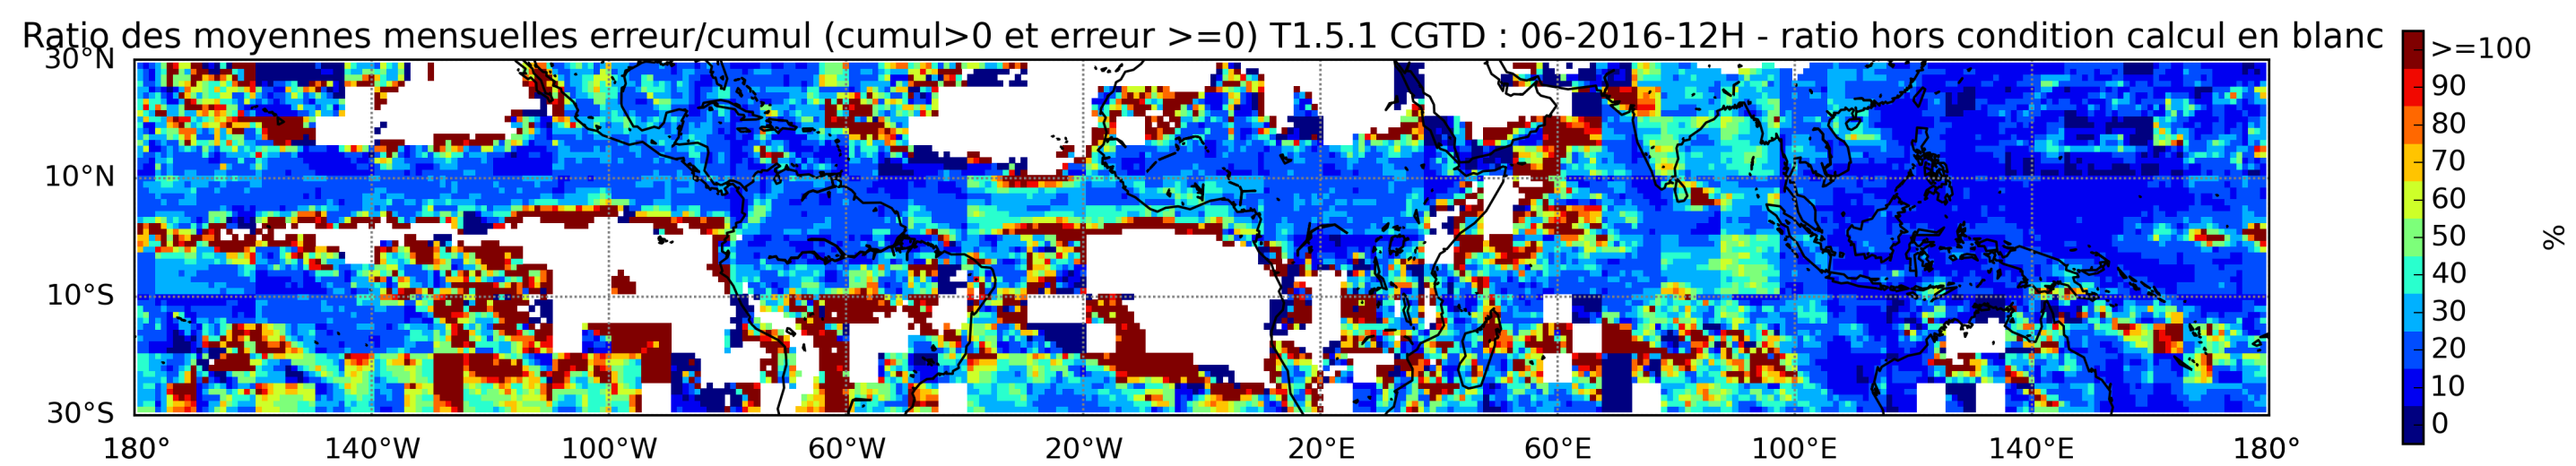 Ratio des moyennes mensuelles erreur/cumul (cumul>0 et erreur >=0) T1.5.1 CGTD : 06-2016-12H - ratio hors condition calcul en blanc
30°N
10°N
10°S
30°S
180°
140°W
100°W
60°W
20°W
20°E
60°E
100°E
140°E
180°
>=100
90
80
70
60
50
40
30
20
10
0
%